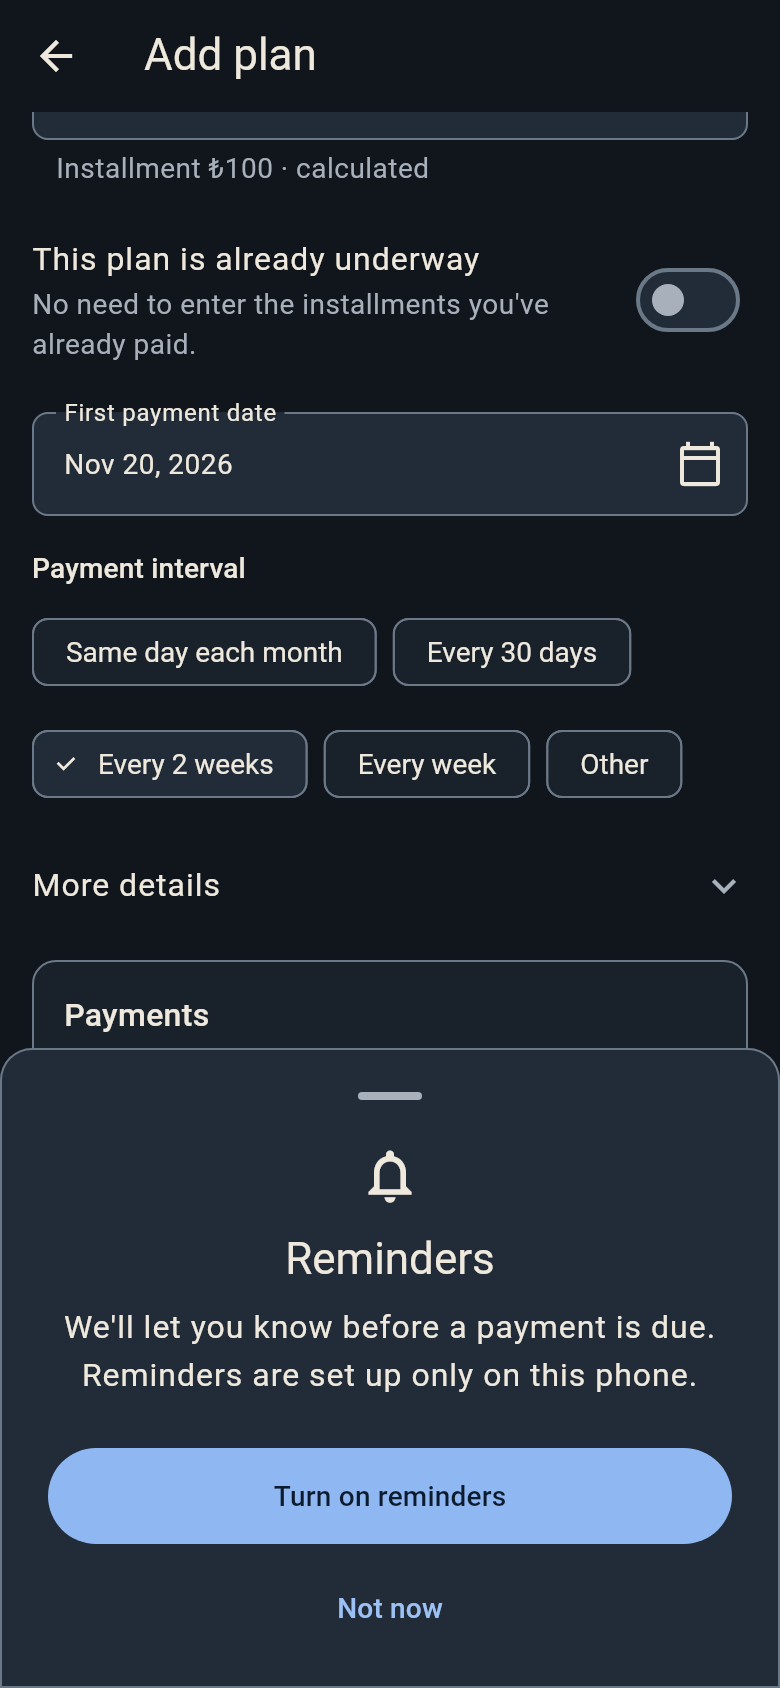 Add plan
Installment ₺100 · calculated
This plan is already underway
No need to enter the installments you've
already paid.
First payment date
Nov 20, 2026
Payment interval
Same day each month
Every 30 days
Every 2 weeks
Every week
Other
More details
Payments
Reminders
We'll let you know before a payment is due.
Reminders are set up only on this phone.
Turn on reminders
Not now